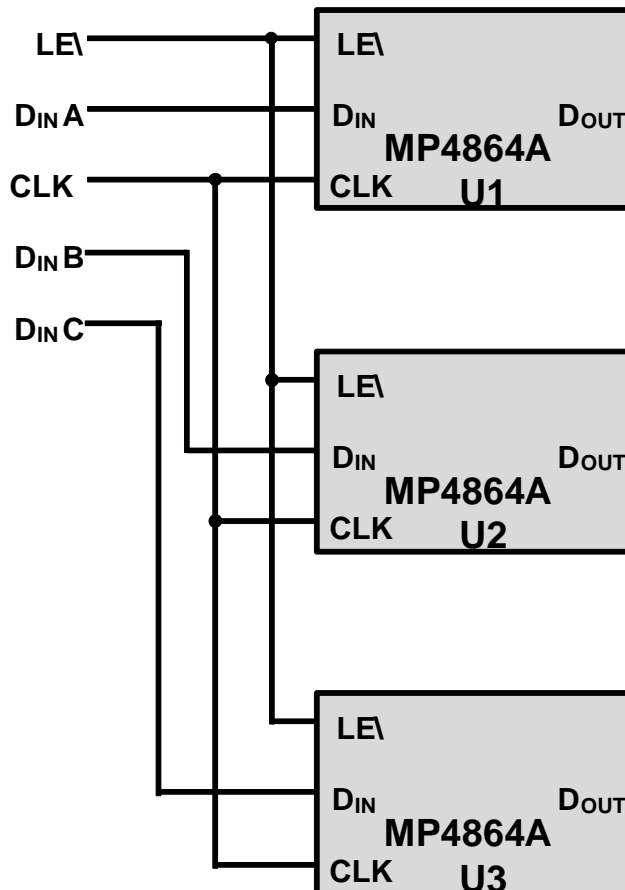 LE\
LE\
DIN A
DIN
DOUT
MP4864A
CLK
CLK
U1
DIN B
DIN C
LE\
DIN
DOUT
MP4864A
CLK
U2
LE\
DIN
DOUT
MP4864A
CLK
U3